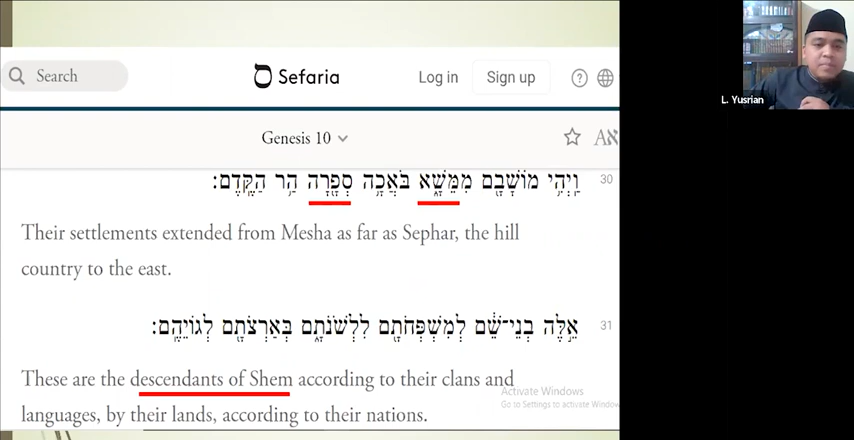 Search
Sefaria
Log in
Sign up
Genesis 10
30
וַֽיְהִ֥י מוֹשָׁבָ֖ם מִמֵּשָׁ֑א בֹּאֲכָ֥ה סְפָ֖רָה הַ֥ר הַקֶּֽדֶם׃
Their settlements extended from Mesha as far as Sephar, the hill
country to the east.
31
אֵ֣לֶּה בְנֵי־שֵׁ֔ם לְמִשְׁפְּחֹתָ֖ם לִלְשֹׁנֹתָ֑ם בְּאַרְצֹתָ֖ם לְגוֹיֵהֶֽם׃
These are the descendants of Shem according to their clans and
languages, by their lands, according to their nations.
Activate Windows
Go to Settings to activate Window
L. Yusrian